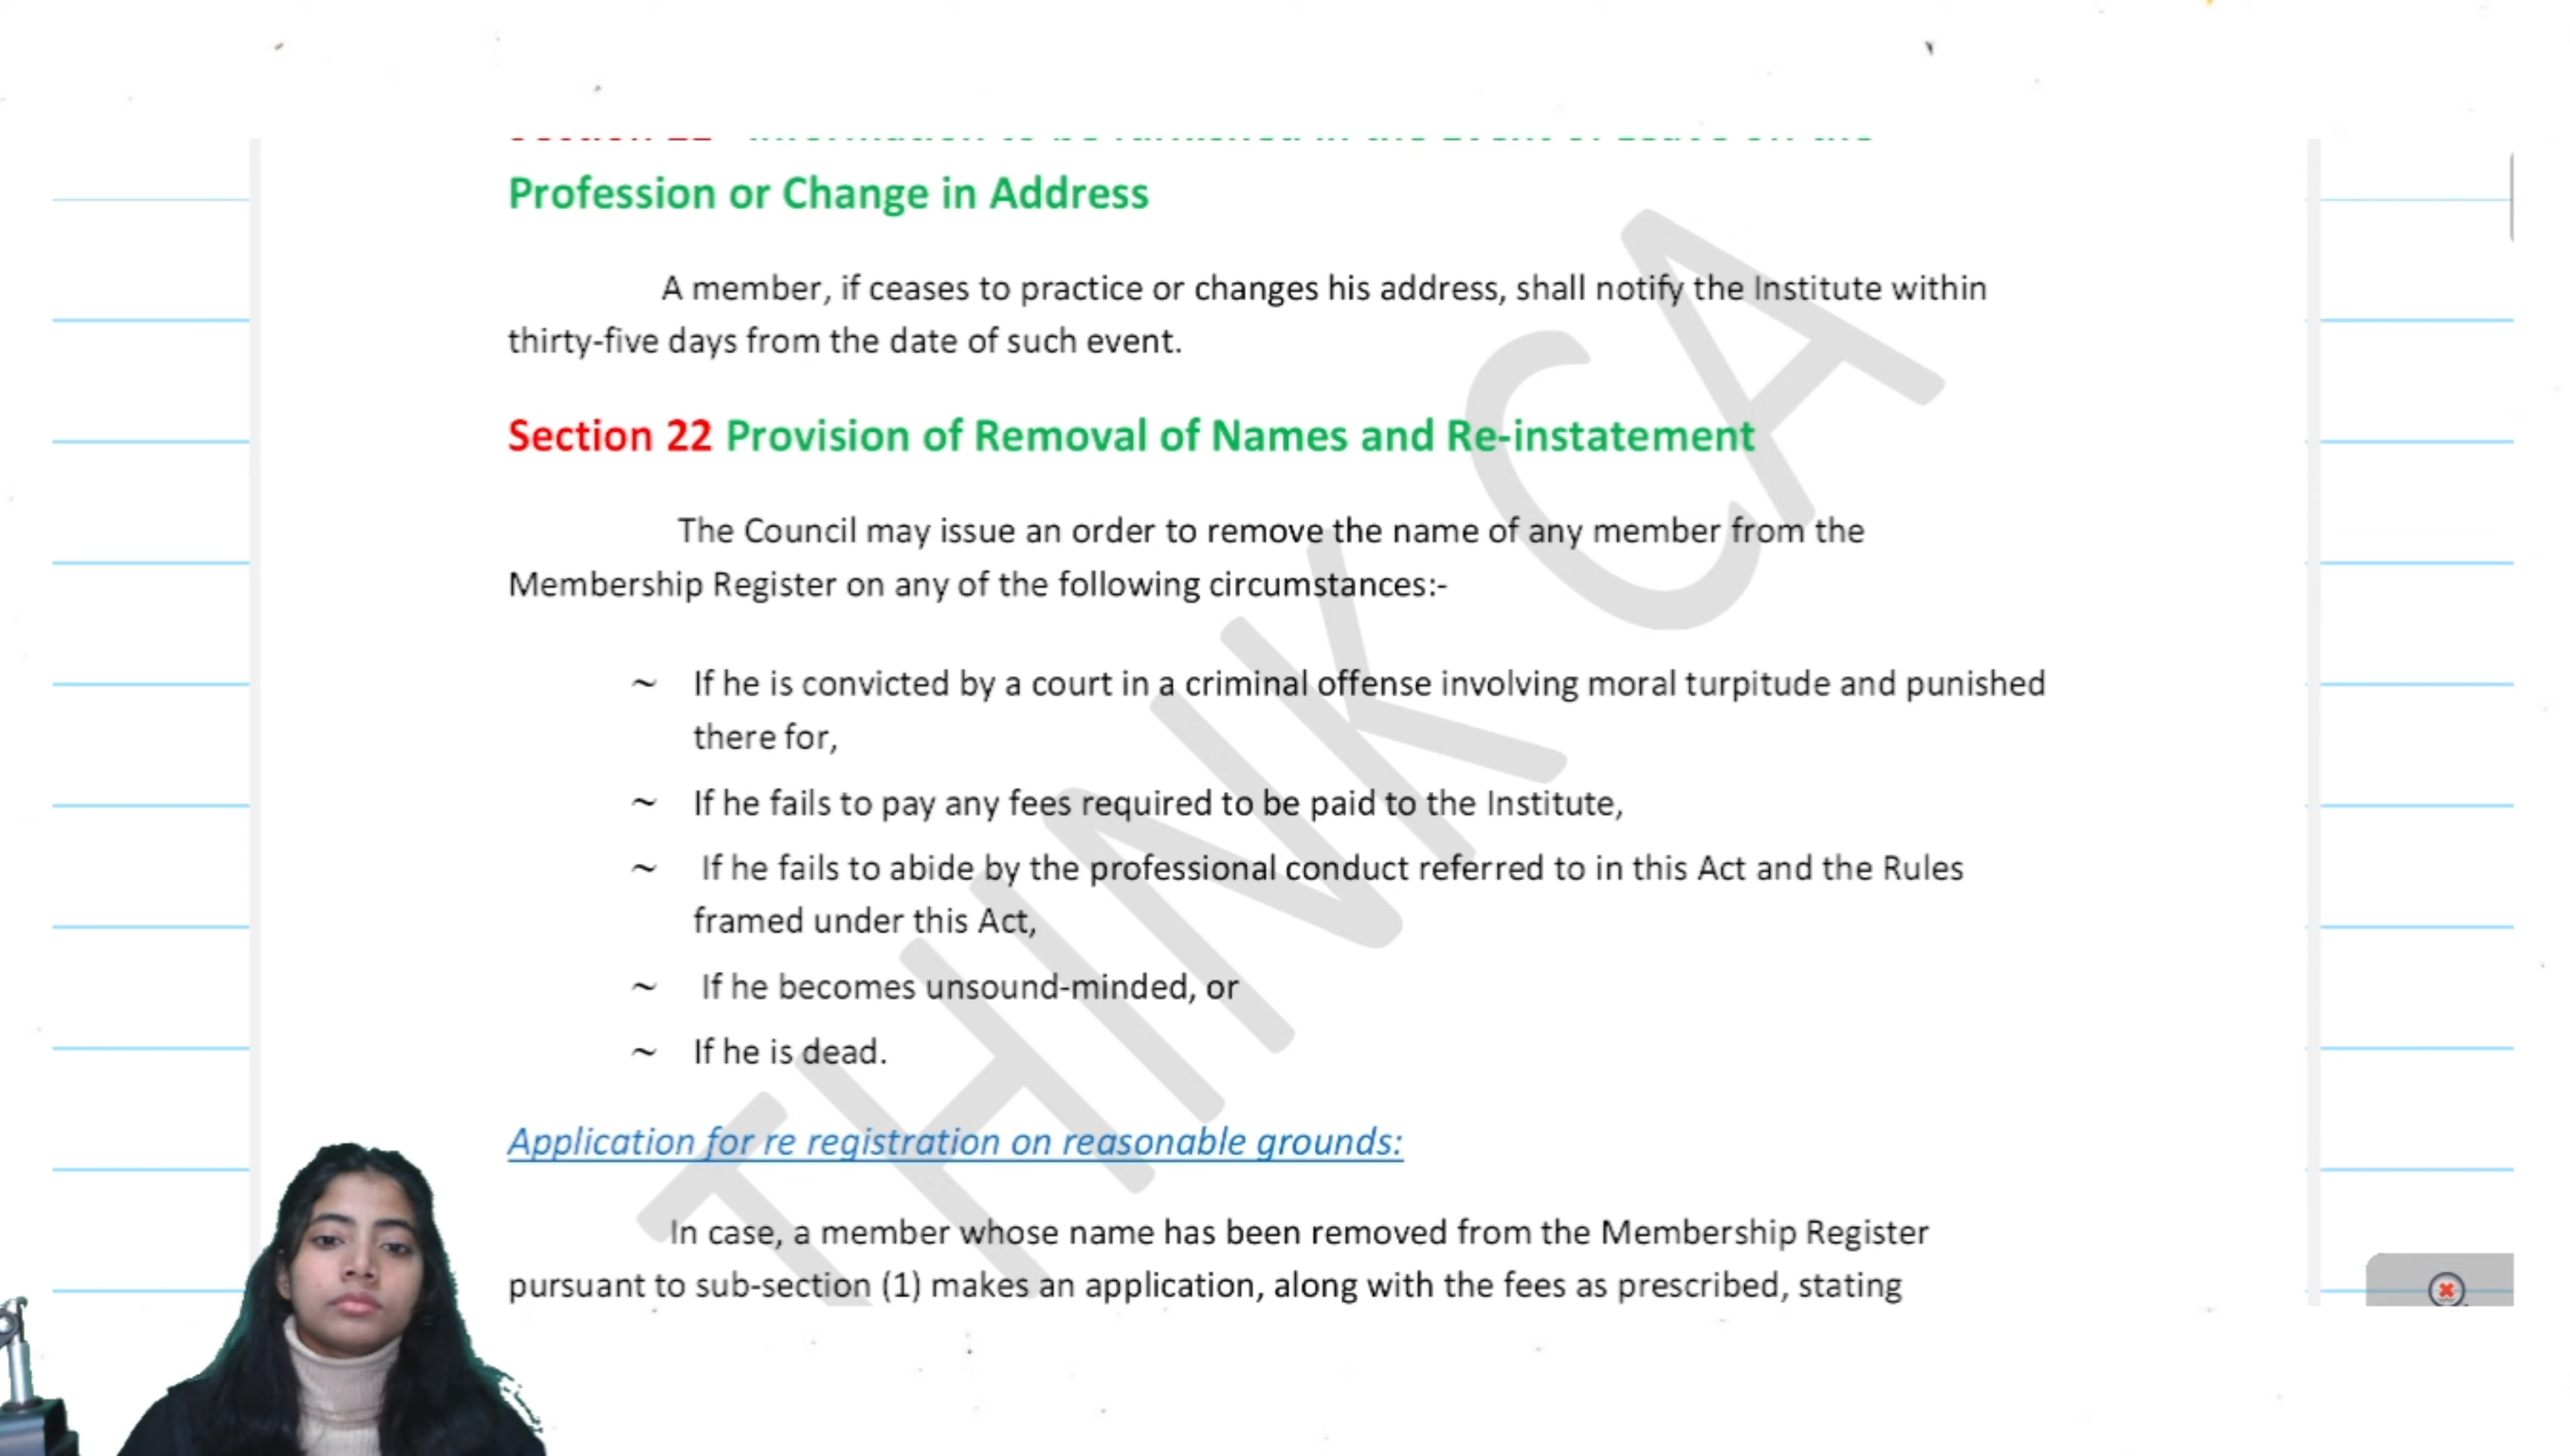 Profession or Change in Address
A member, if ceases to practice or changes his address, shall notify the Institute within
thirty-five days from the date of such event.
Section 22 Provision of Removal of Names and Re-instatement
The Council may issue an order to remove the name of any member from the
Membership Register on any of the following circumstances:-
~ If he is convicted by a court in a criminal offense involving moral turpitude and punished
there for,
~ If he fails to pay any fees required to be paid to the Institute,
~ If he fails to abide by the professional conduct referred to in this Act and the Rules
framed under this Act,
~ If he becomes unsound-minded, or
~ If he is dead.
Application for re registration on reasonable grounds:
In case, a member whose name has been removed from the Membership Register
pursuant to sub-section (1) makes an application, along with the fees as prescribed, stating
THINK CA